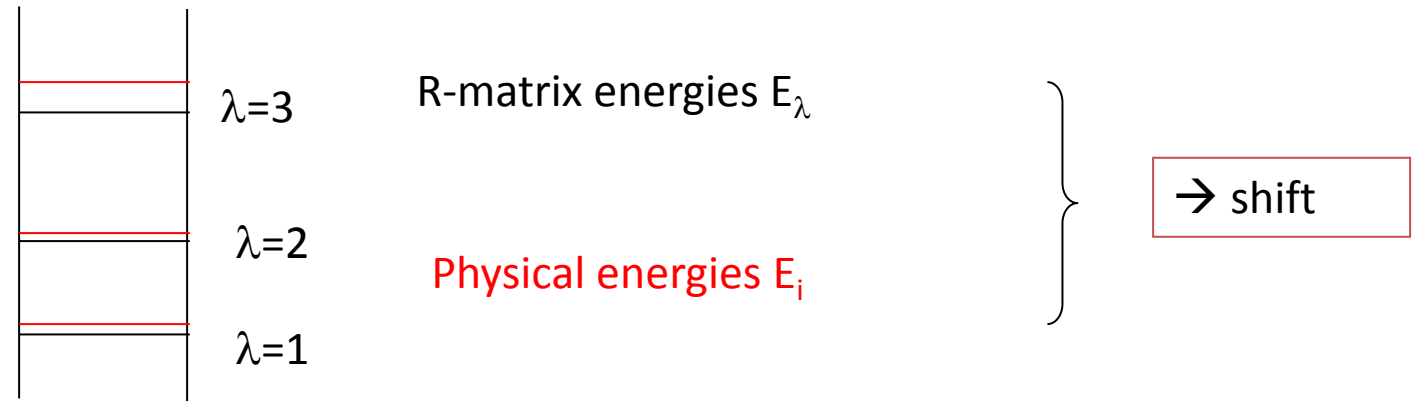 λ=3
R-matrix energies Eλ
→ shift
λ=2
Physical energies Ei
λ=1